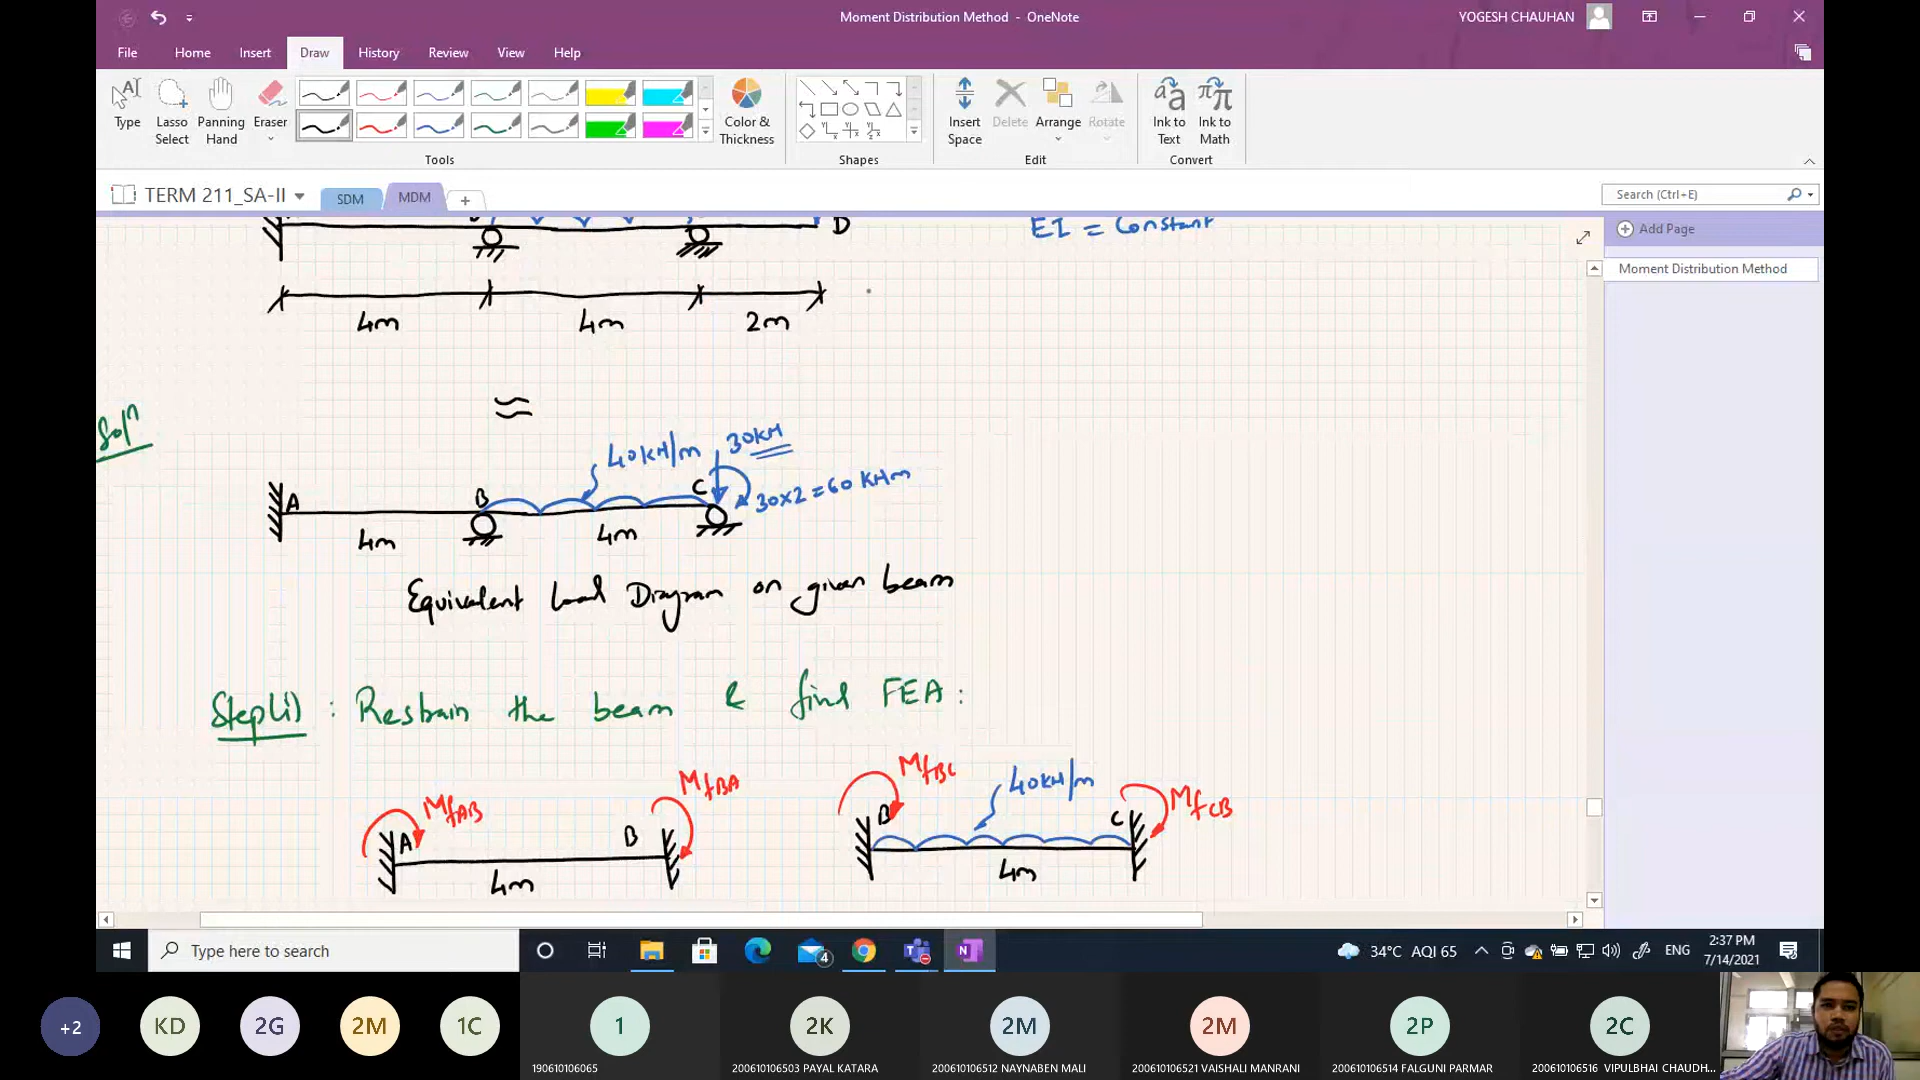 Moment Distribution Method - OneNote
YOGESH CHAUHAN
File Home Insert Draw History Review View Help
Type
Lasso Select
Panning Hand
Eraser
Color & Thickness
Insert Space
Delete
Arrange
Rotate
Ink to Text
Ink to Math
Tools
Shapes
Edit
Convert
TERM 211_SA-II
SDM
MDM
Search (Ctrl+E)
Add Page
Moment Distribution Method
D
EI = Constant
4m 4m 2m
Solⁿ
≈
40kN/m
30kN
30x2=60 kNm
A B C
4m 4m
Equivalent Load Diagram on given beam
Step(i) : Restrain the beam & find FEA:
MfAB MfBA
A B
4m
MfBC 40kN/m MfCB
B C
4m
Type here to search
4
34°C AQI 65
ENG
2:37 PM
7/14/2021
+2
KD
2G
2M
1C
1
2K
2M
2M
2P
2C
190610106065
200610106503 PAYAL KATARA
200610106512 NAYNABEN MALI
200610106521 VAISHALI MANRANI
200610106514 FALGUNI PARMAR
200610106516 VIPULBHAI CHAUDH...